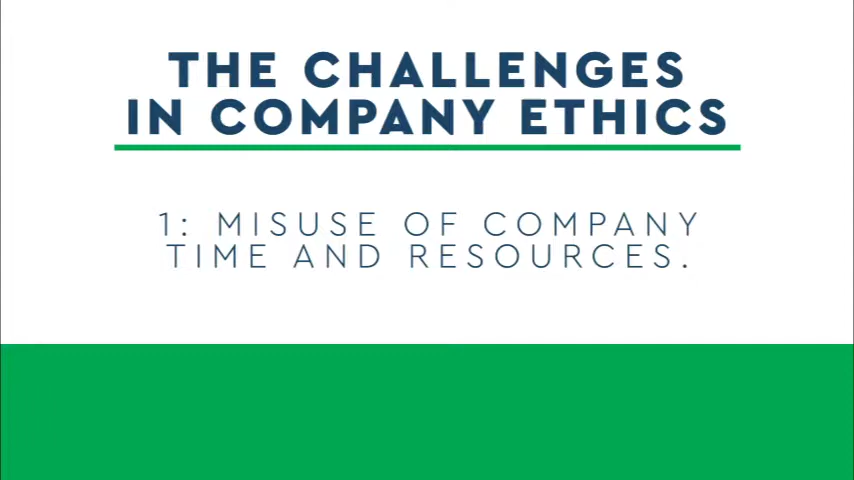 THE CHALLENGES
IN COMPANY ETHICS
1: MISUSE OF COMPANY
TIME AND RESOURCES.